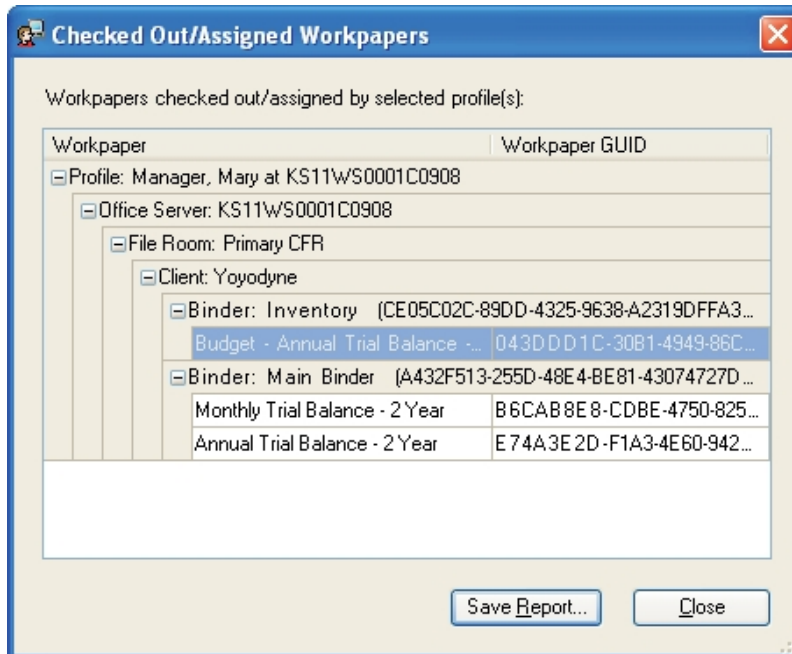 Checked Out/Assigned Workpapers
Workpapers checked out/assigned by selected profile(s):
Workpaper Workpaper GUID
Profile: Manager, Mary at KS11WS0001C0908
Office Server: KS11WS0001C0908
File Room: Primary CFR
Client: Yoyodyne
Binder: Inventory (CE05C02C-89DD-4325-9638-A2319DFFA3...
Budget - Annual Trial Balance -... 043DDD1C-30B1-4949-86C...
Binder: Main Binder (A432F513-255D-48E4-BE81-43074727D...
Monthly Trial Balance - 2 Year B6CAB8E8-CDBE-4750-825...
Annual Trial Balance - 2 Year E74A3E2D-F1A3-4E60-942...
Save Report... Close